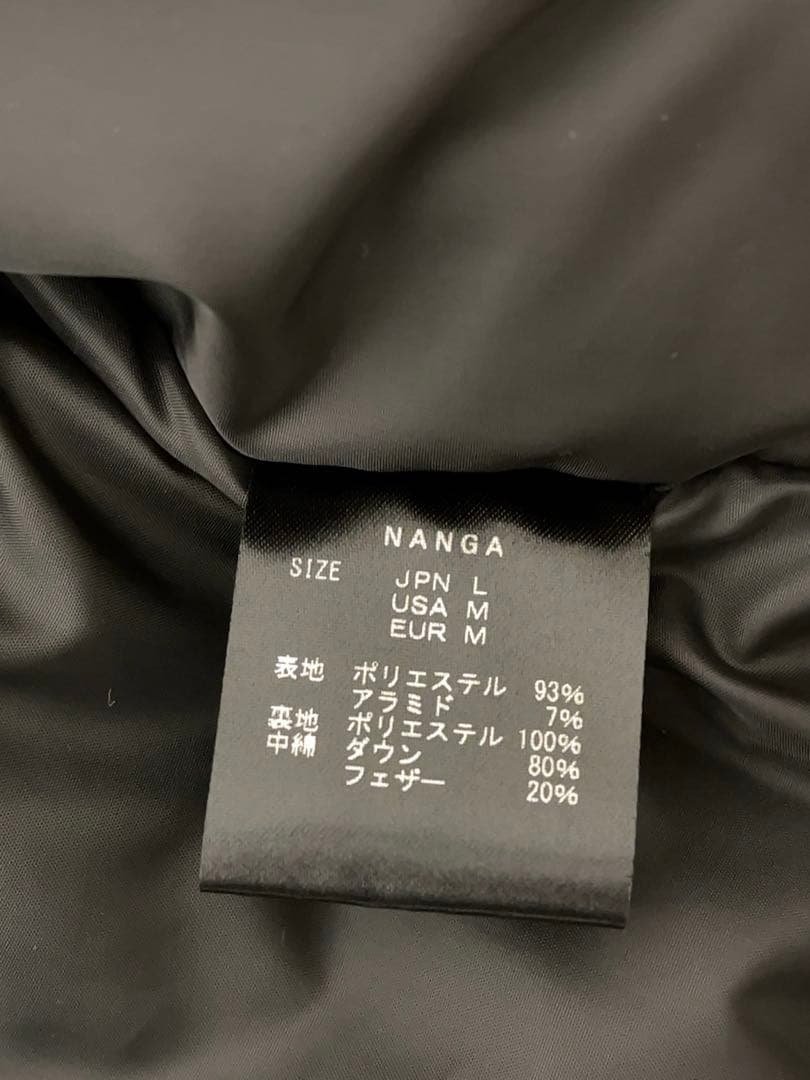 NANGA
SIZE JPN L
USA M
EUR M
表地 ポリエステル 93%
アラミド 7%
裏地 ポリエステル 100%
中綿 ダウン 80%
フェザー 20%